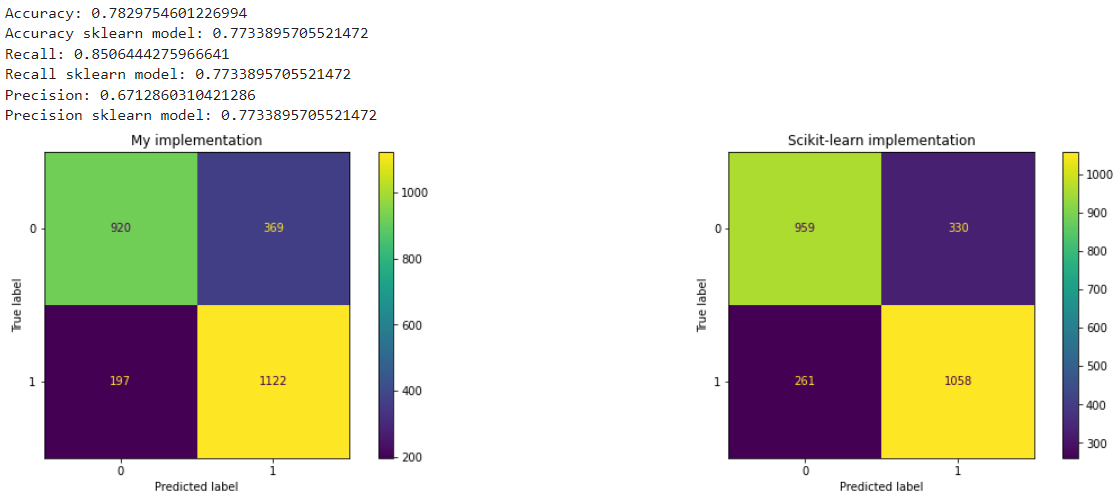 Accuracy: 0.7829754601226994
Accuracy sklearn model: 0.7733895705521472
Recall: 0.8506444275966641
Recall sklearn model: 0.7733895705521472
Precision: 0.6712860310421286
Precision sklearn model: 0.7733895705521472
My implementation
0
920
369
1
197
1122
0
1
True label
Predicted label
1000
800
600
400
200
Scikit-learn implementation
0
959
330
1
261
1058
0
1
True label
Predicted label
1000
900
800
700
600
500
400
300